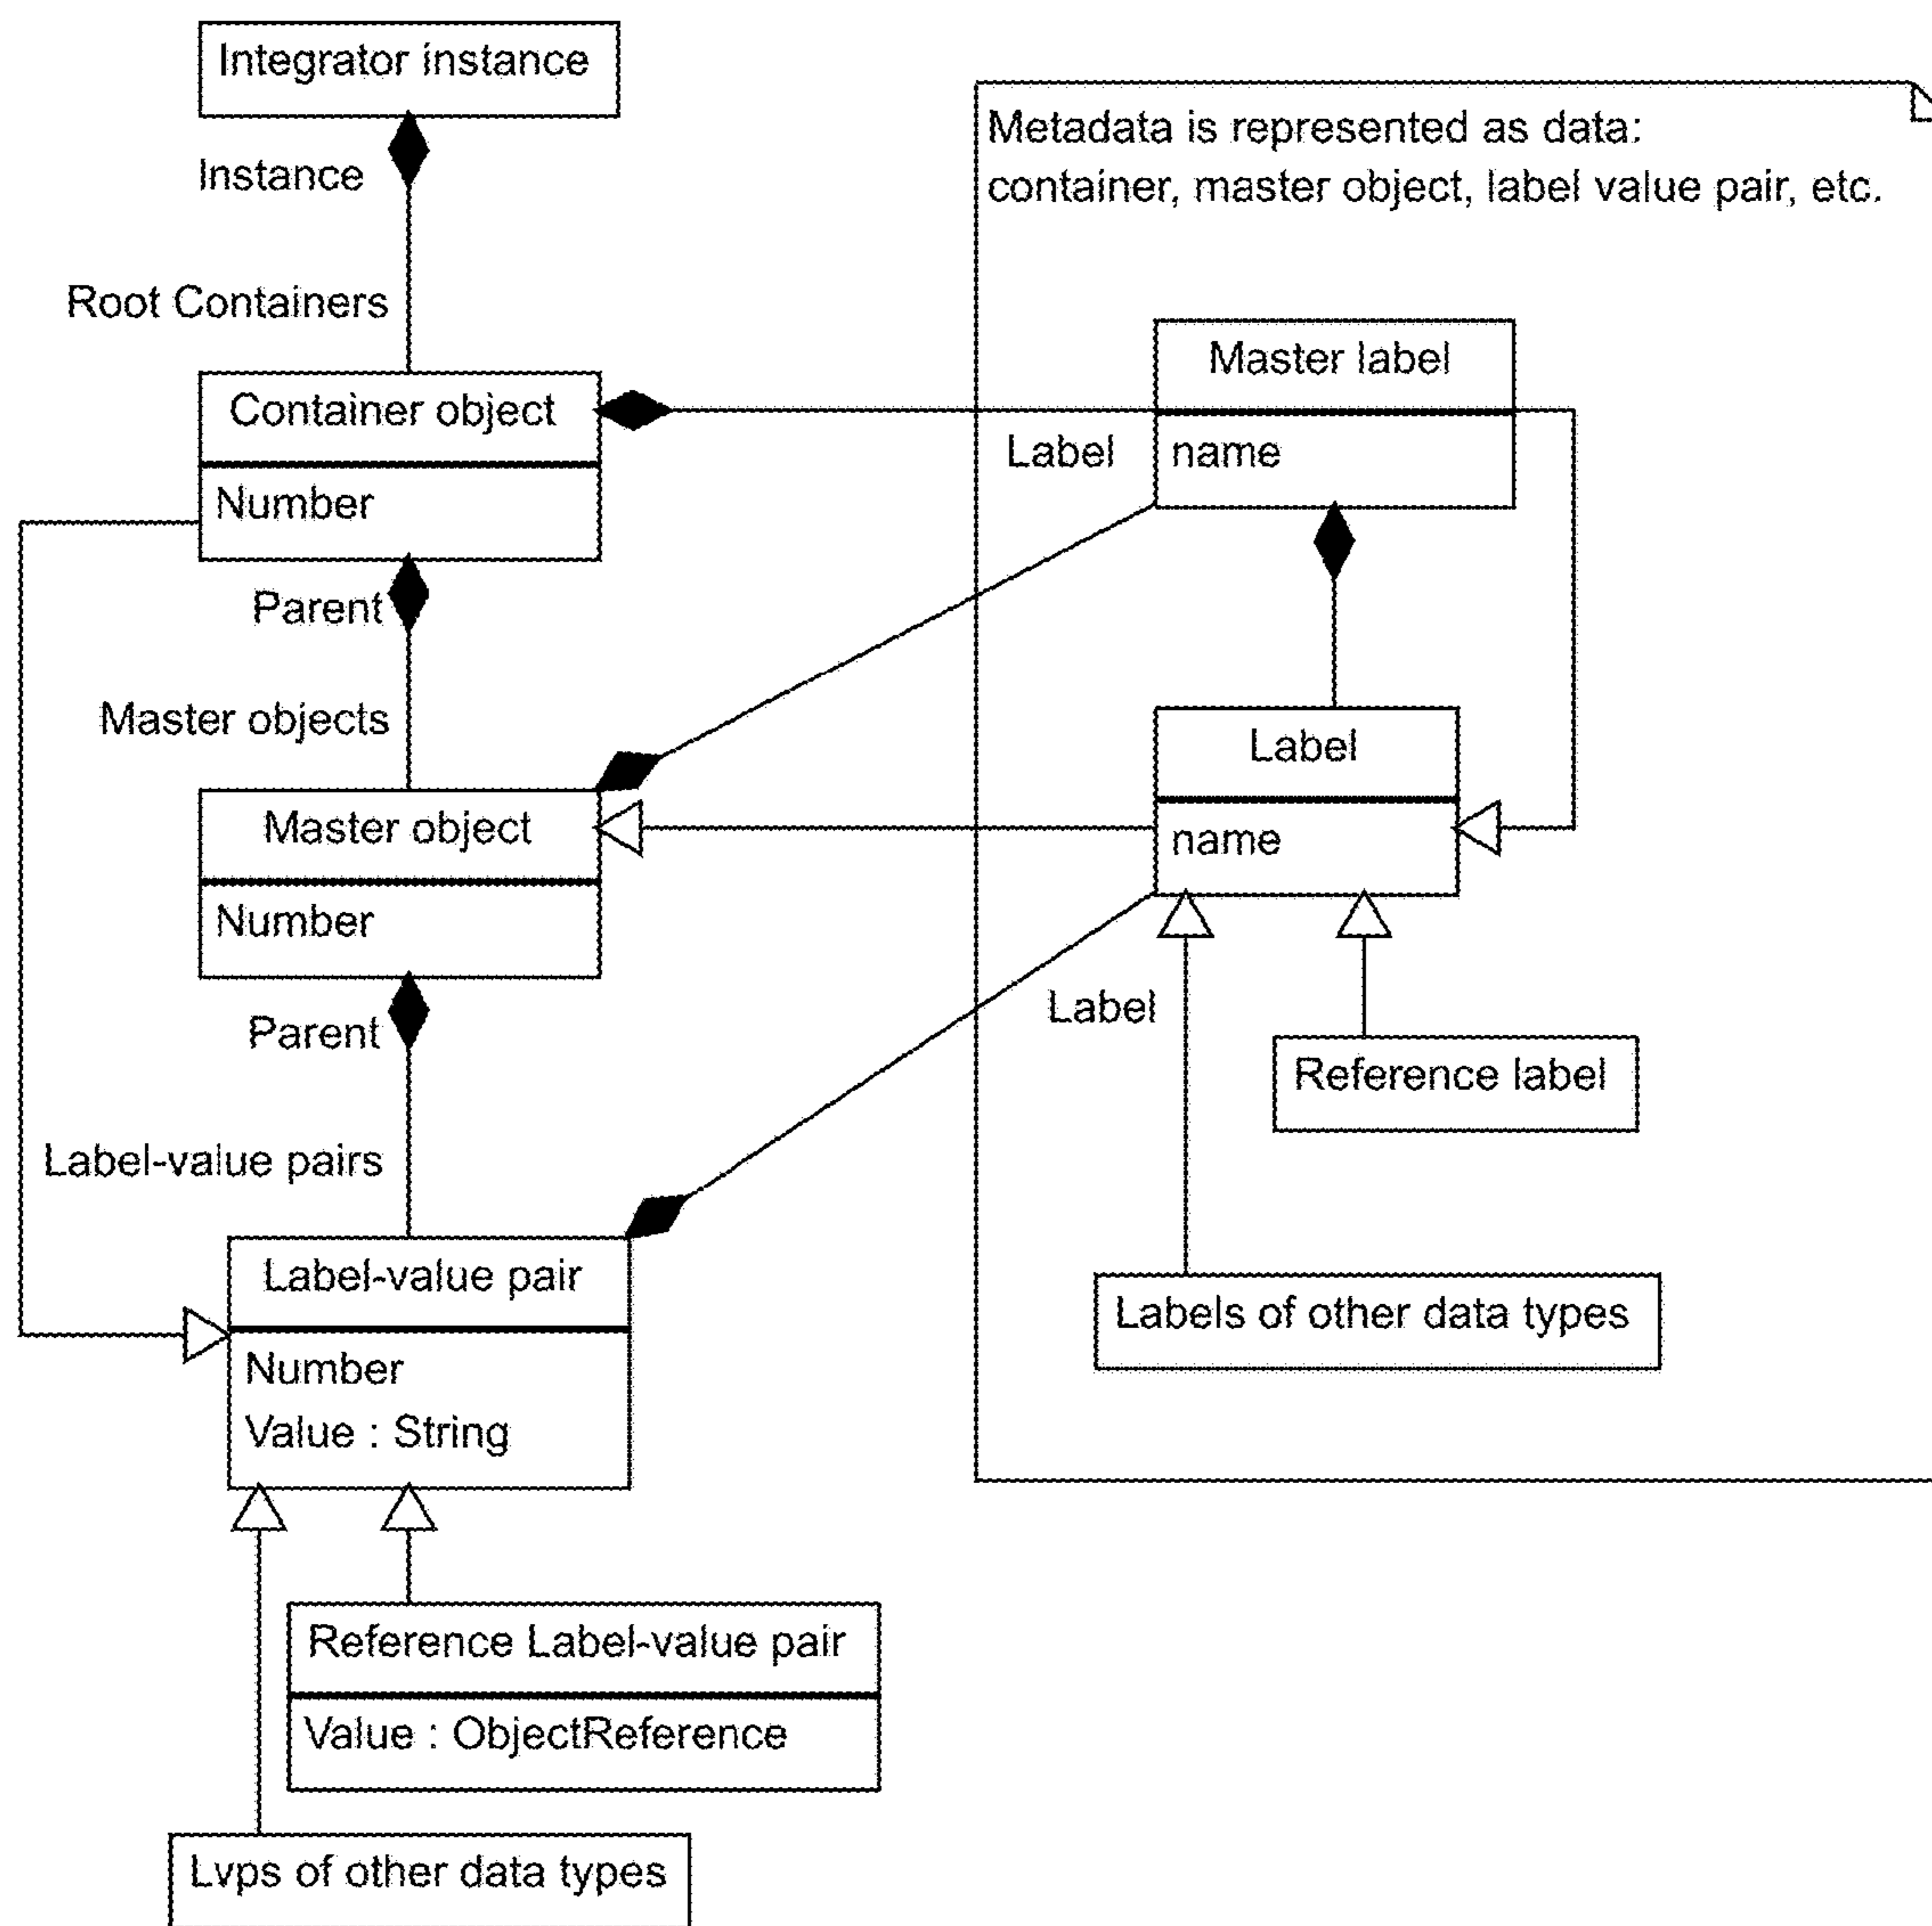 Integrator instance
Instance
Root Containers
Container object
Number
Parent
Master objects
Master object
Number
Parent
Label-value pairs
Label-value pair
Number
Value : String
Reference Label-value pair
Value : ObjectReference
Lvps of other data types
Metadata is represented as data:
container, master object, label value pair, etc.
Master label
name
Label
Label
name
Label
Reference label
Labels of other data types